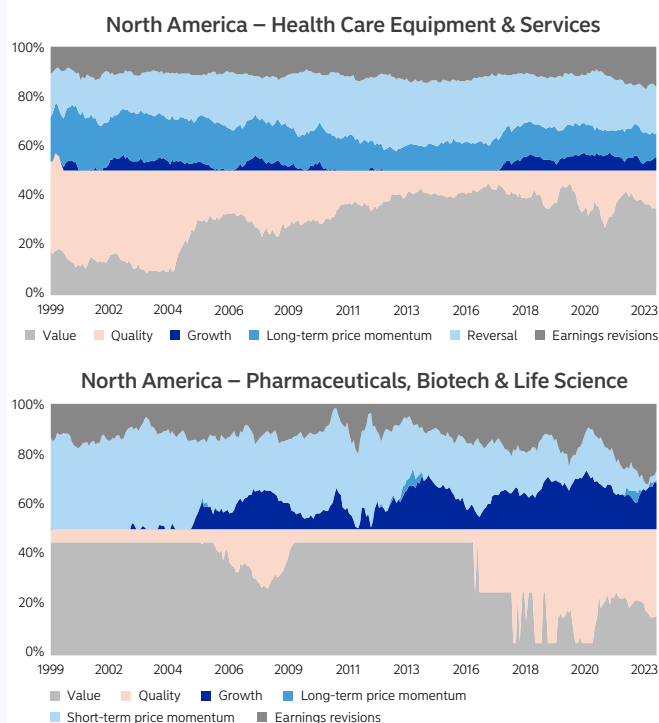 North America – Health Care Equipment & Services
100%
80%
60%
40%
20%
0%
1999 2002 2004 2006 2009 2011 2013 2016 2018 2020 2023
Value Quality Growth Long-term price momentum Reversal Earnings revisions
North America – Pharmaceuticals, Biotech & Life Science
100%
80%
60%
40%
20%
0%
1999 2002 2004 2006 2009 2011 2013 2016 2018 2020 2023
Value Quality Growth Long-term price momentum
Short-term price momentum Earnings revisions